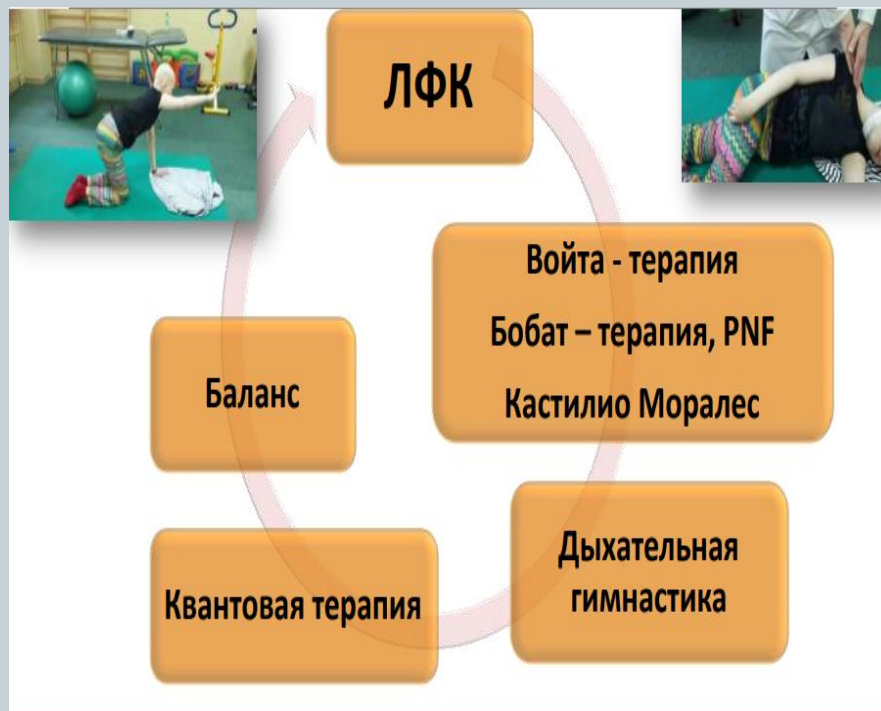 ЛФК
Войта - терапия
Бобат – терапия, PNF
Кастилио Моралес
Дыхательная
гимнастика
Квантовая терапия
Баланс